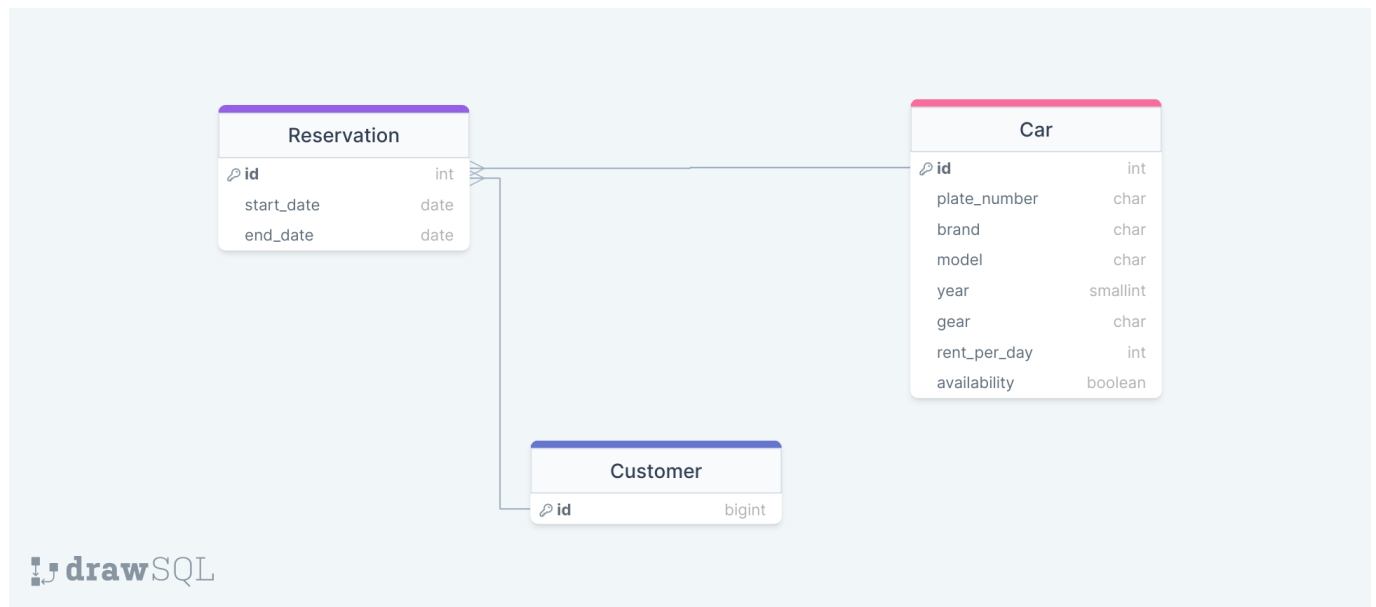 Reservation
id int
start_date date
end_date date
Car
id int
plate_number char
brand char
model char
year smallint
gear char
rent_per_day int
availability boolean
Customer
id bigint
drawSQL